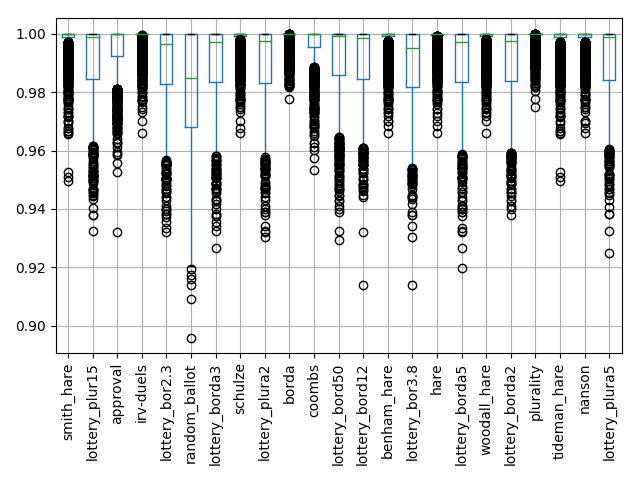 1.00
0.98
0.96
0.94
0.92
0.90
smith_hare
lottery_plur15
approval
irv-duels
lottery_bor2.3
random_ballot
lottery_borda3
schulze
lottery_plura2
borda
coombs
lottery_bord50
lottery_bord12
benham_hare
lottery_bor3.8
hare
lottery_borda5
woodall_hare
lottery_borda2
plurality
tideman_hare
nanson
lottery_plura5